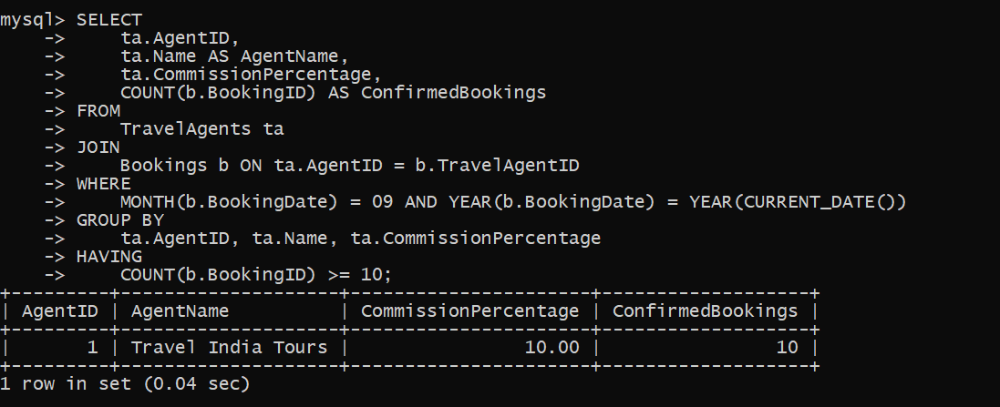 mysql> SELECT
    ->     ta.AgentID,
    ->     ta.Name AS AgentName,
    ->     ta.CommissionPercentage,
    ->     COUNT(b.BookingID) AS ConfirmedBookings
    -> FROM
    ->     TravelAgents ta
    -> JOIN
    ->     Bookings b ON ta.AgentID = b.TravelAgentID
    -> WHERE
    ->     MONTH(b.BookingDate) = 09 AND YEAR(b.BookingDate) = YEAR(CURRENT_DATE())
    -> GROUP BY
    ->     ta.AgentID, ta.Name, ta.CommissionPercentage
    -> HAVING
    ->     COUNT(b.BookingID) >= 10;
+---------+--------------------+----------------------+-------------------+
| AgentID | AgentName          | CommissionPercentage | ConfirmedBookings |
+---------+--------------------+----------------------+-------------------+
|       1 | Travel India Tours |                10.00 |                10 |
+---------+--------------------+----------------------+-------------------+
1 row in set (0.04 sec)